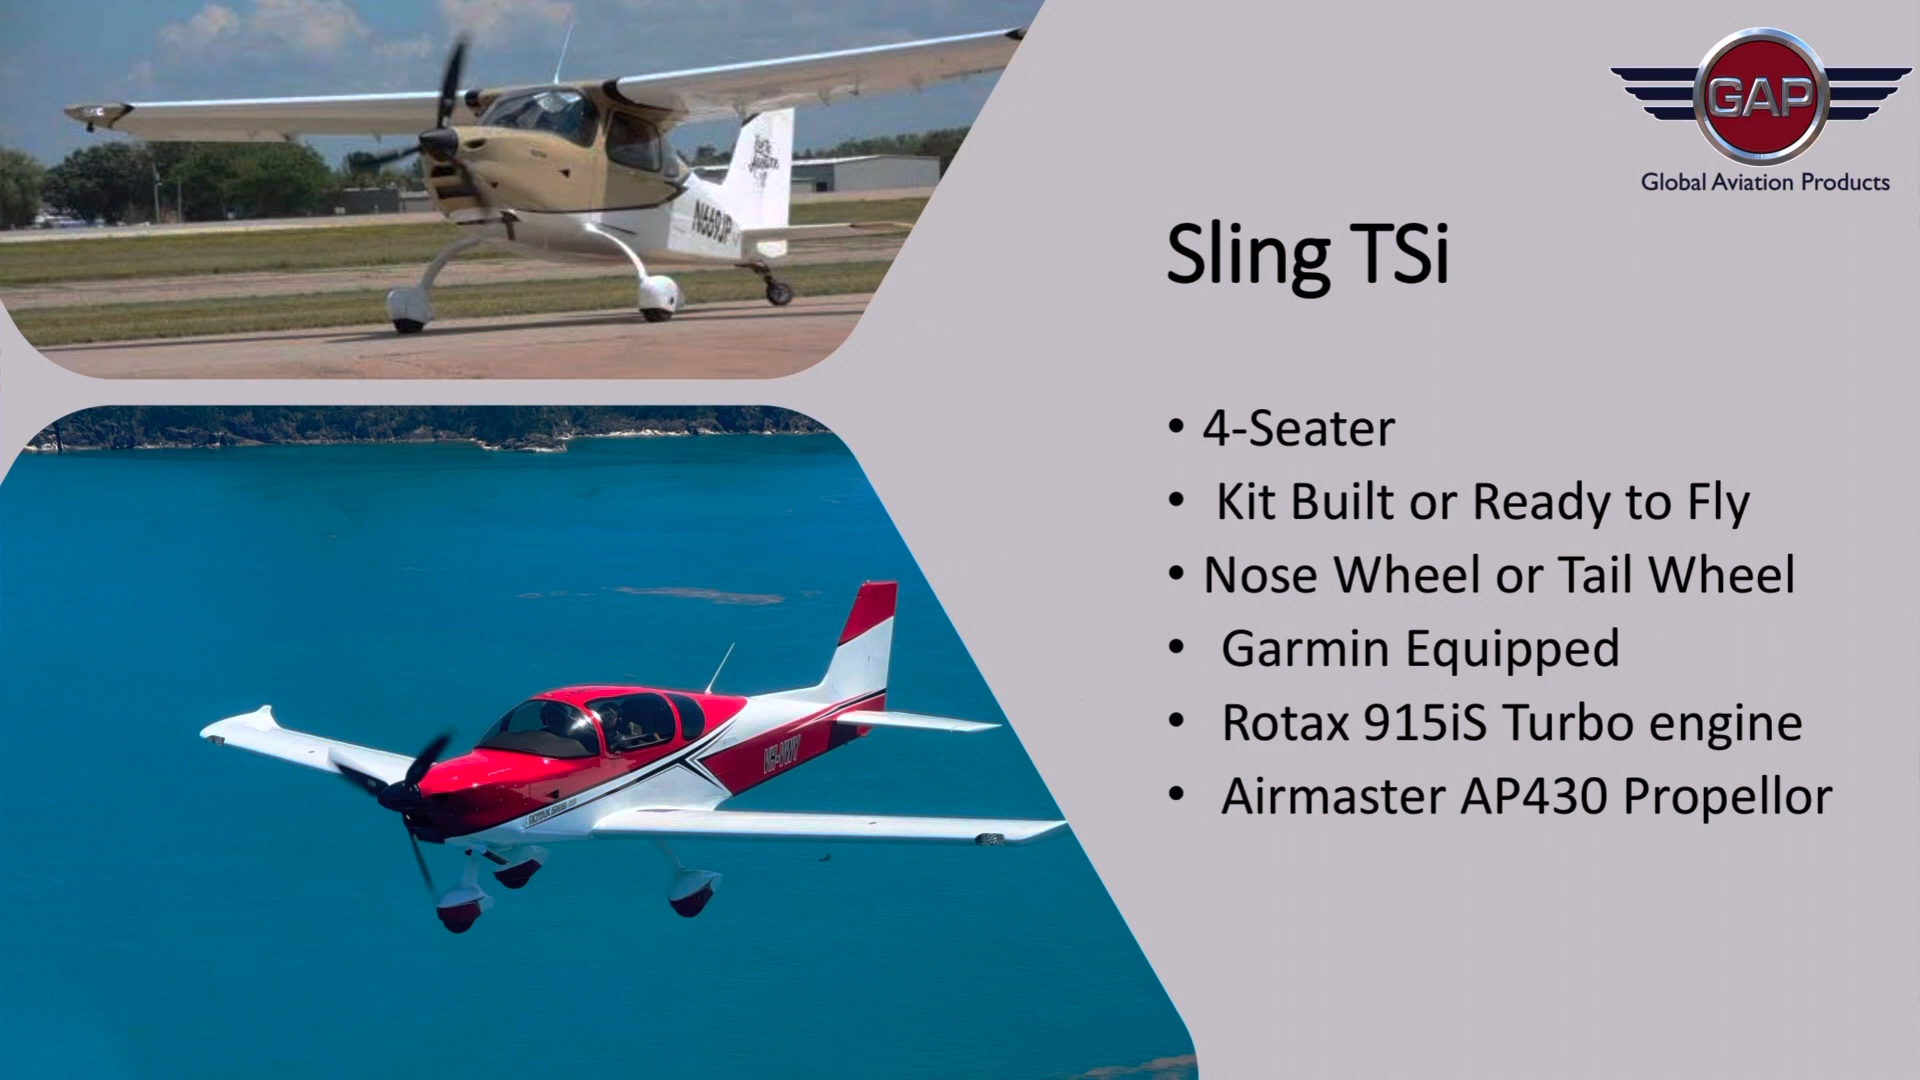 GAP
Global Aviation Products
N669JP
Sling TSi
• 4-Seater
• Kit Built or Ready to Fly
• Nose Wheel or Tail Wheel
• Garmin Equipped
• Rotax 915iS Turbo engine
• Airmaster AP430 Propellor